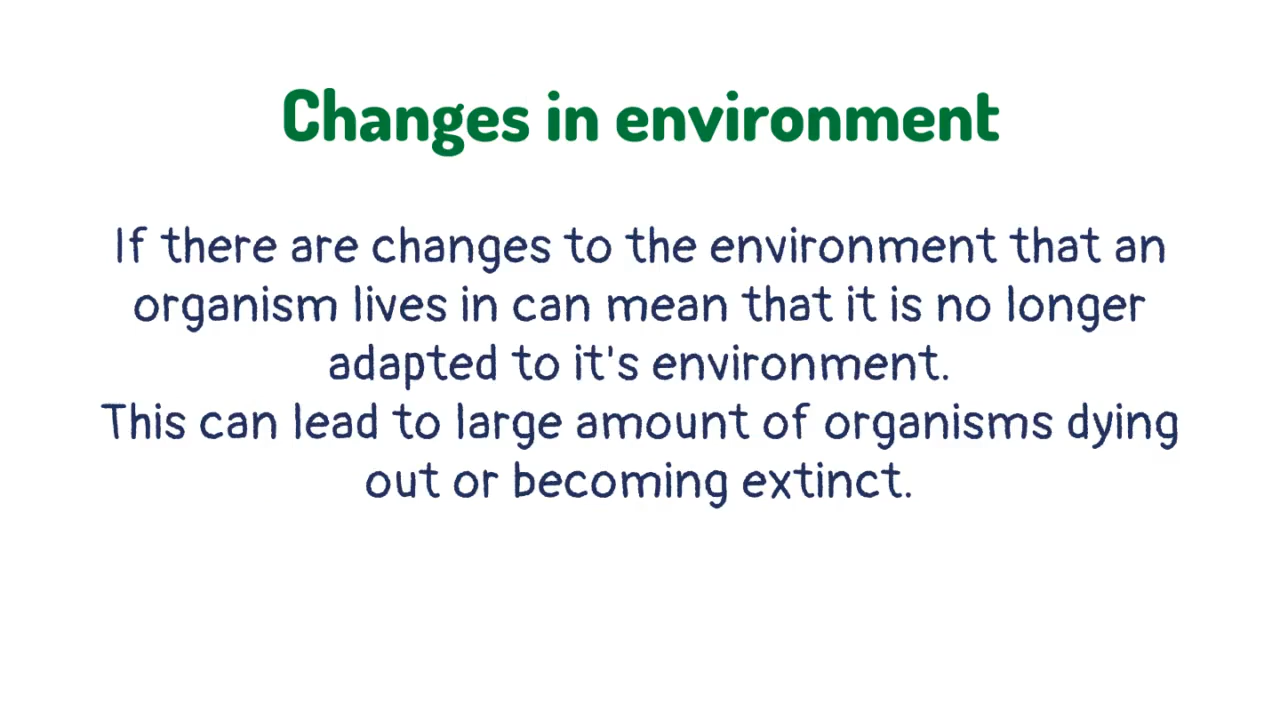 Changes in environment
If there are changes to the environment that an
organism lives in can mean that it is no longer
adapted to it's environment.
This can lead to large amount of organisms dying
out or becoming extinct.